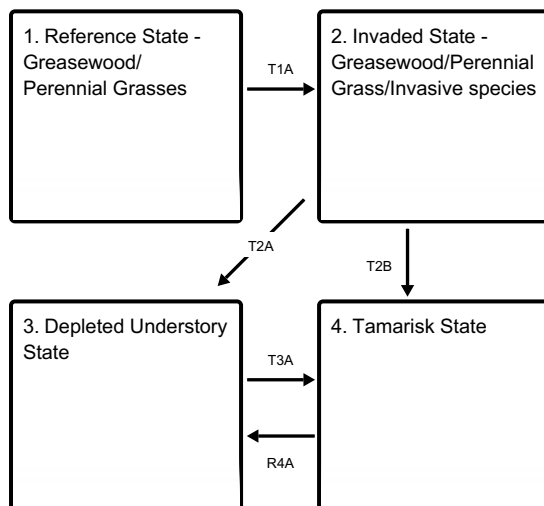 1. Reference State -
Greasewood/
Perennial Grasses
T1A
2. Invaded State -
Greasewood/Perennial
Grass/Invasive species
T2A
T2B
3. Depleted Understory
State
T3A
R4A
4. Tamarisk State